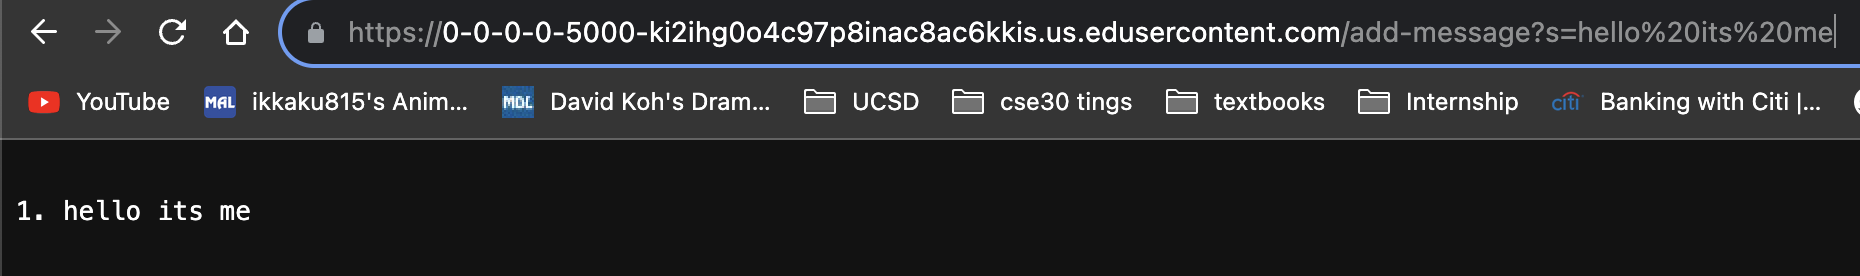 https://0-0-0-0-5000-ki2ihg0o4c97p8inac8ac6kkis.us.edusercontent.com/add-message?s=hello%20its%20me
YouTube MAL ikkaku815's Anim... MDL David Koh's Dram... UCSD cse30 tings textbooks Internship citi Banking with Citi |...
1. hello its me